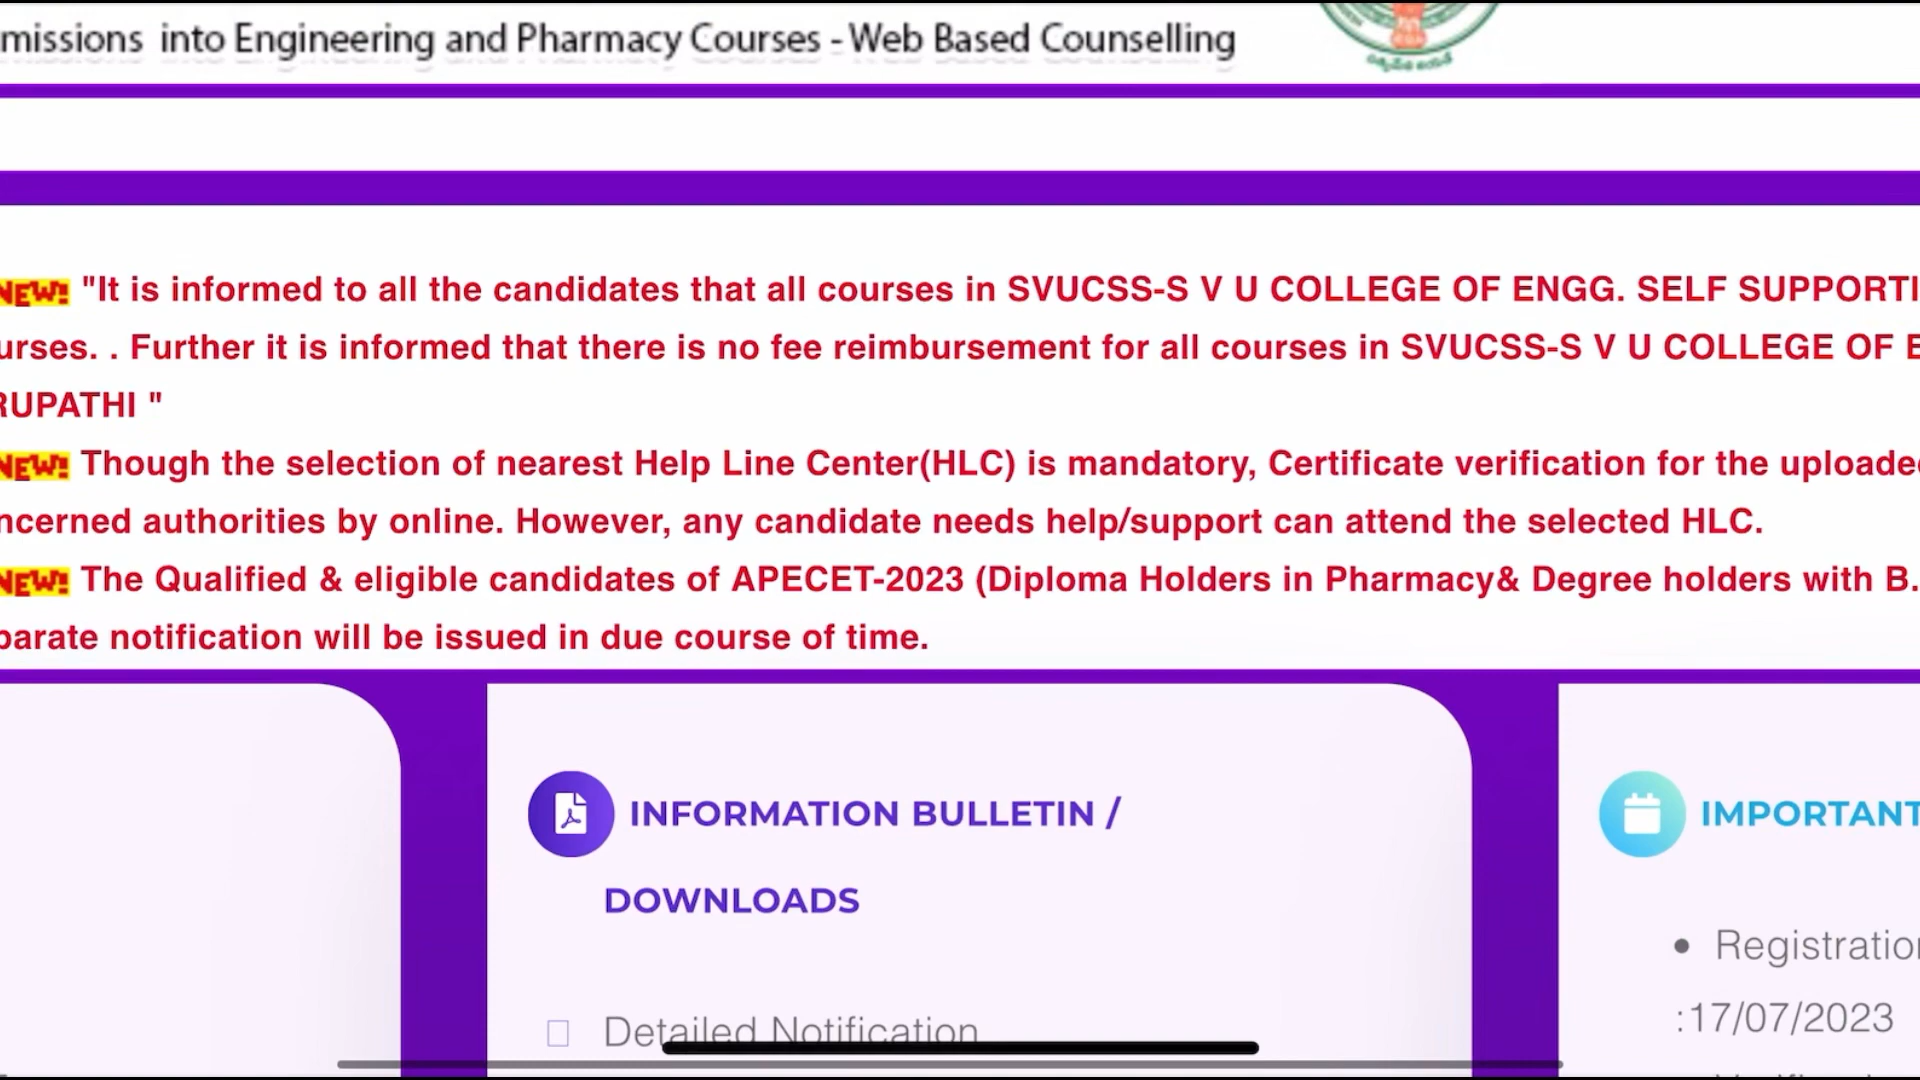 missions into Engineering and Pharmacy Courses - Web Based Counselling
NEW! "It is informed to all the candidates that all courses in SVUCSS-S V U COLLEGE OF ENGG. SELF SUPPORTI
urses. . Further it is informed that there is no fee reimbursement for all courses in SVUCSS-S V U COLLEGE OF E
RUPATHI "
NEW! Though the selection of nearest Help Line Center(HLC) is mandatory, Certificate verification for the uploaded
ncerned authorities by online. However, any candidate needs help/support can attend the selected HLC.
NEW! The Qualified & eligible candidates of APECET-2023 (Diploma Holders in Pharmacy& Degree holders with B.
parate notification will be issued in due course of time.
INFORMATION BULLETIN /
DOWNLOADS
Detailed Notification
IMPORTANT
• Registration
:17/07/2023